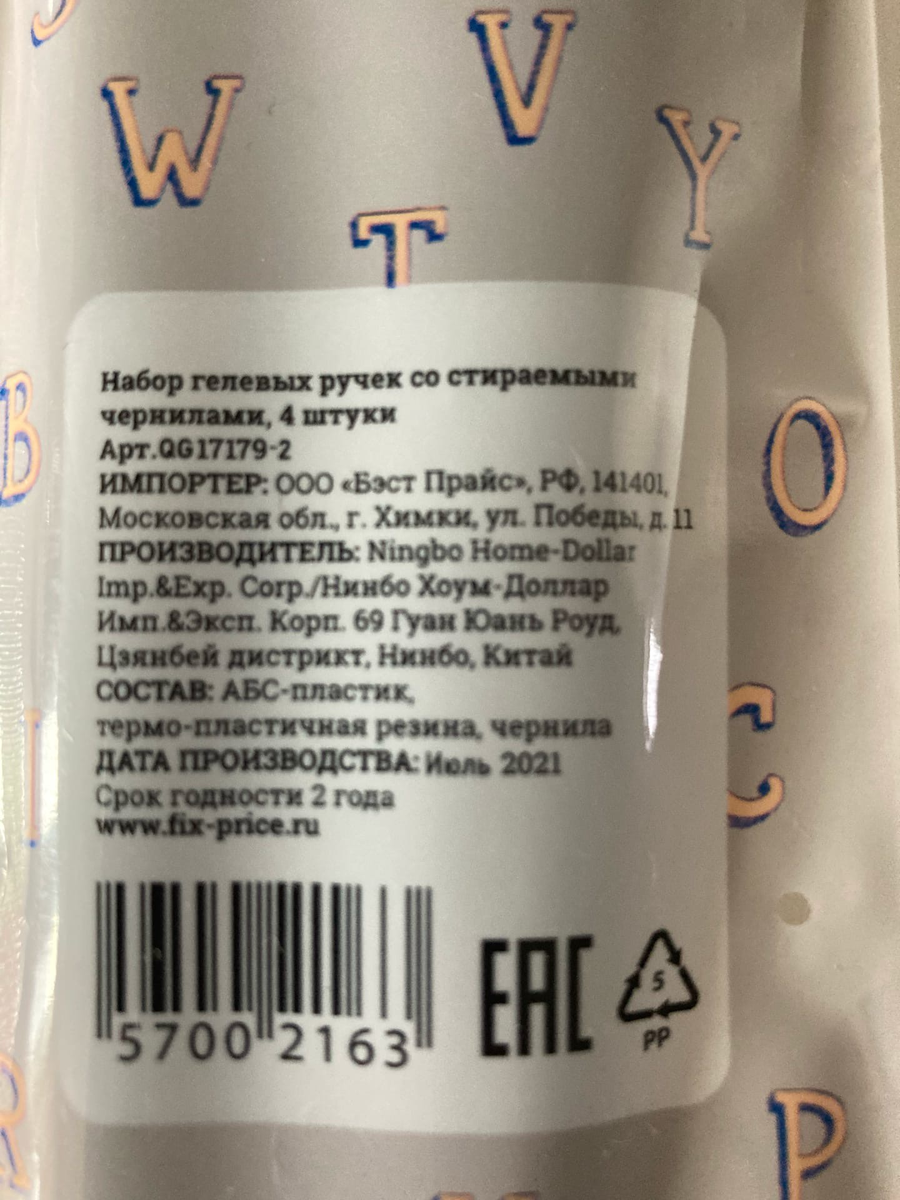 W
V
Y
T
Набор гелевых ручек со стираемыми
чернилами, 4 штуки
Арт.QG17179-2
ИМПОРТЕР: ООО «Бэст Прайс», РФ, 141401,
Московская обл., г. Химки, ул. Победы, д. 11
ПРОИЗВОДИТЕЛЬ: Ningbo Home-Dollar
Imp.&Exp. Corp./Нинбо Хоум-Доллар
Имп.&Эксп. Корп. 69 Гуан Юань Роуд,
Цзянбей дистрикт, Нинбо, Китай
СОСТАВ: АБС-пластик,
термо-пластичная резина, чернила
ДАТА ПРОИЗВОДСТВА: Июль 2021
Срок годности 2 года
www.fix-price.ru
5700 2163
EAC
5
PP
B
O
C
P